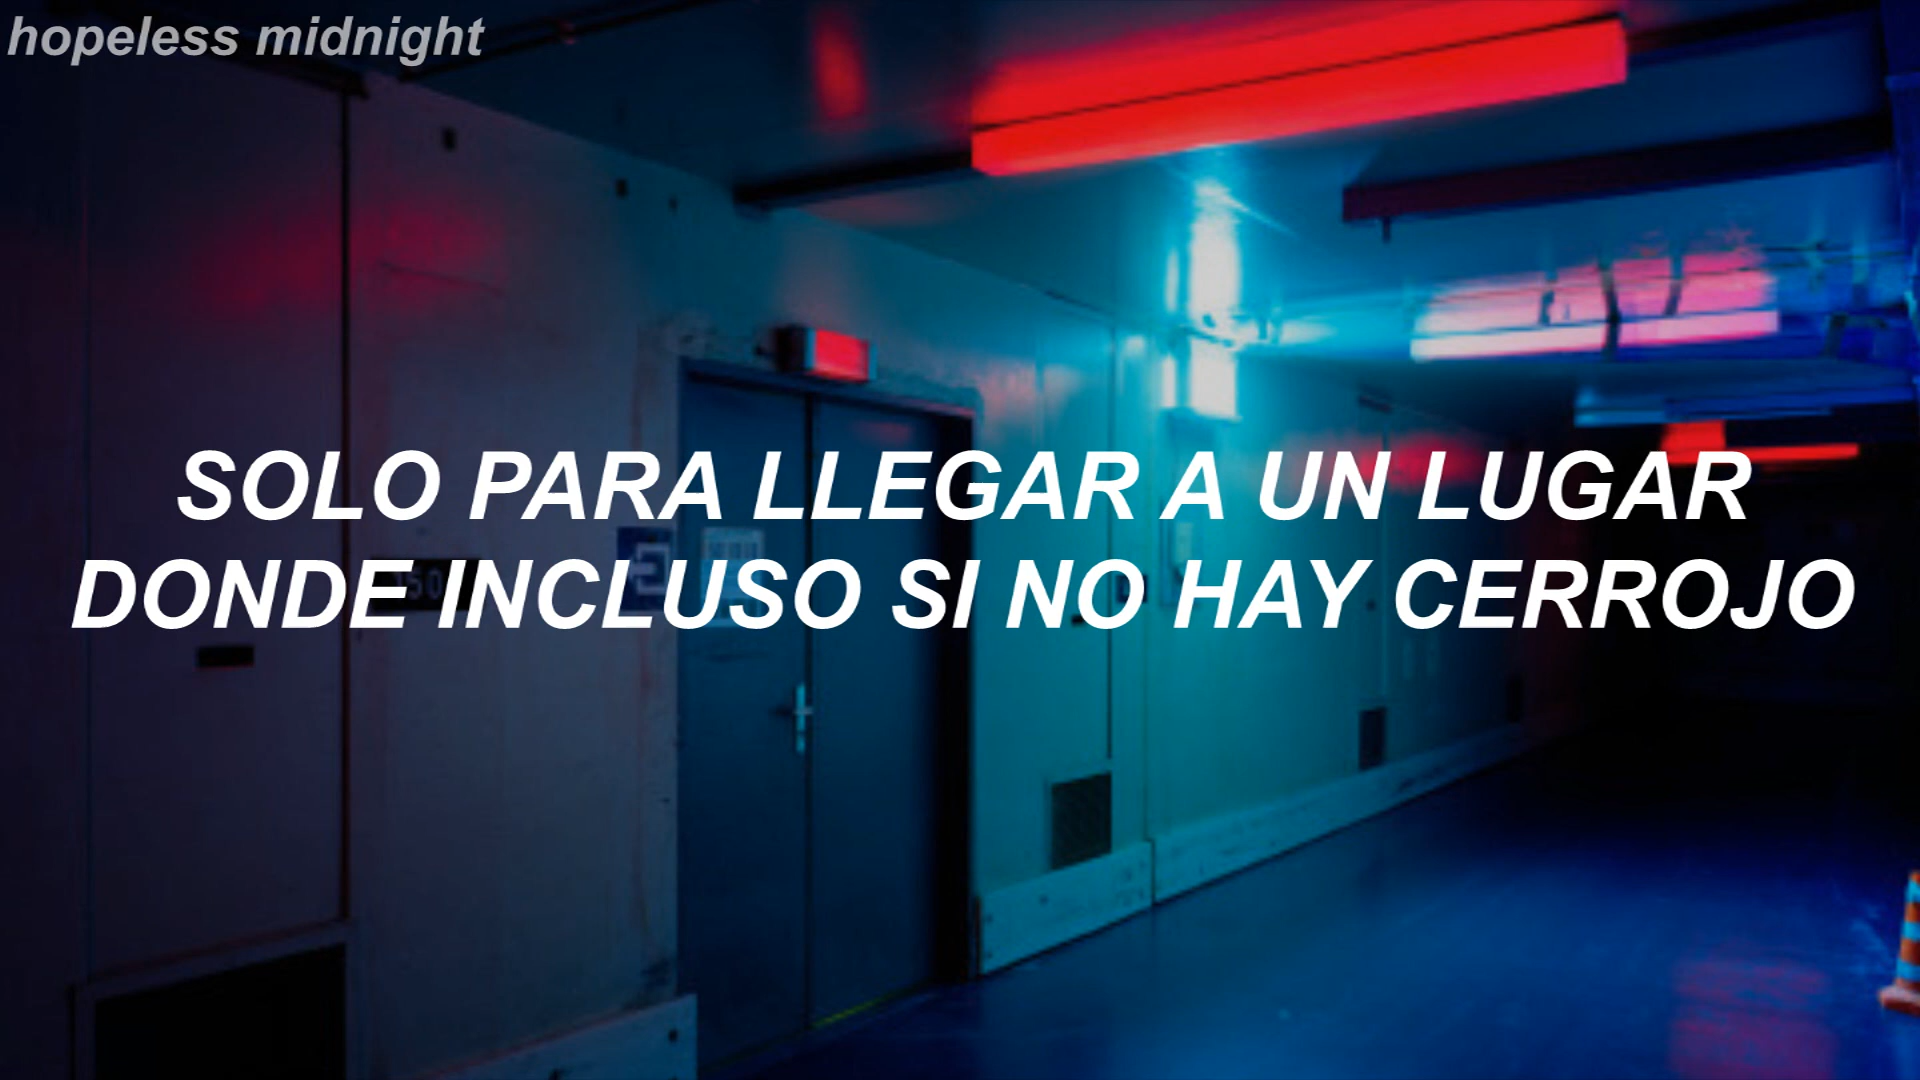 hopeless midnight
SOLO PARA LLEGAR A UN LUGAR
DONDE INCLUSO SI NO HAY CERROJO